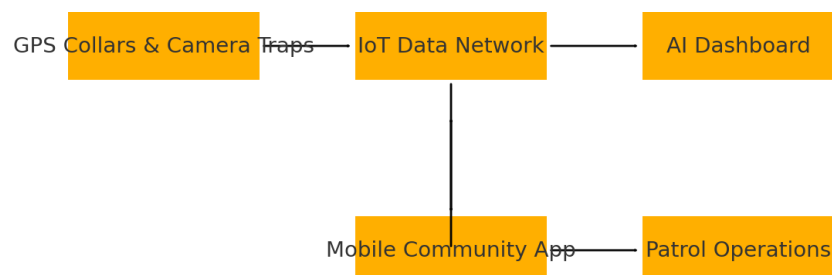 GPS Collars & Camera Traps
IoT Data Network
AI Dashboard
Mobile Community App
Patrol Operations